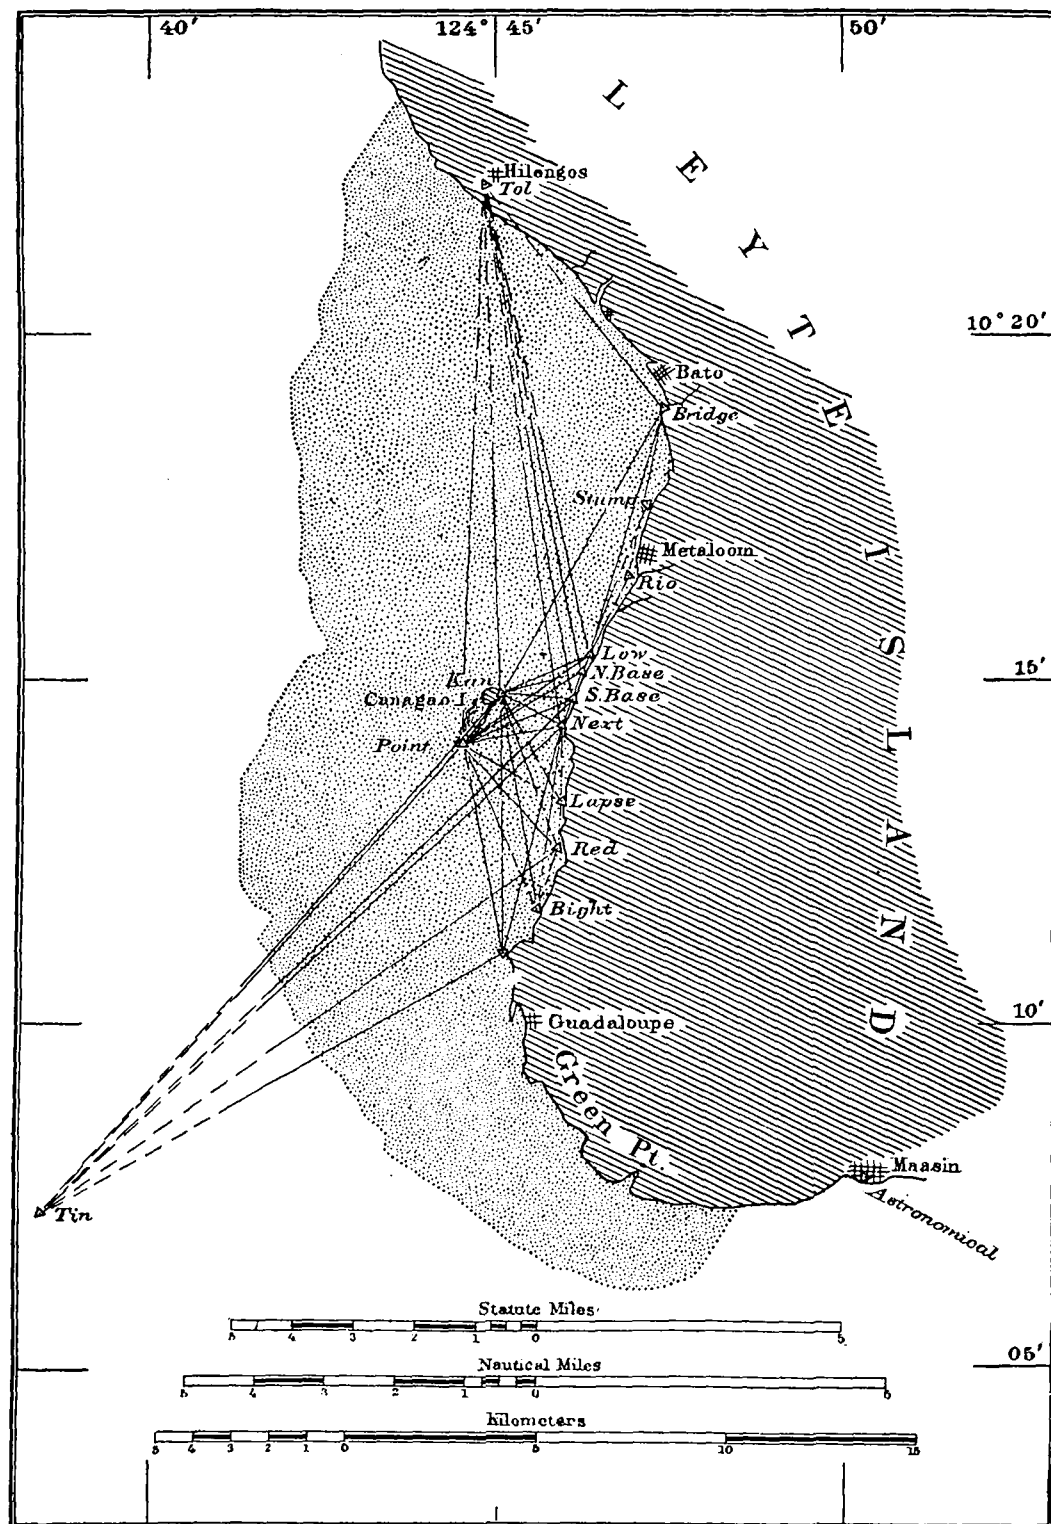 40' 124° 45' 50'
LEYTE ISLAND
Hilongos
Tol
10° 20'
Bato
Bridge
Stump
Metaloom
Rio
Low
N. Base
15'
Kan
S. Base
Canagao I.
Next
Point
Lapse
Red
Bight
10'
Guadaloupe
Green Pt.
Maasin
Astronomical
Tin
Statute Miles
5 4 3 2 1 0 5
05'
Nautical Miles
5 4 3 2 1 0 5
Kilometers
5 4 3 2 1 0 5 10 15